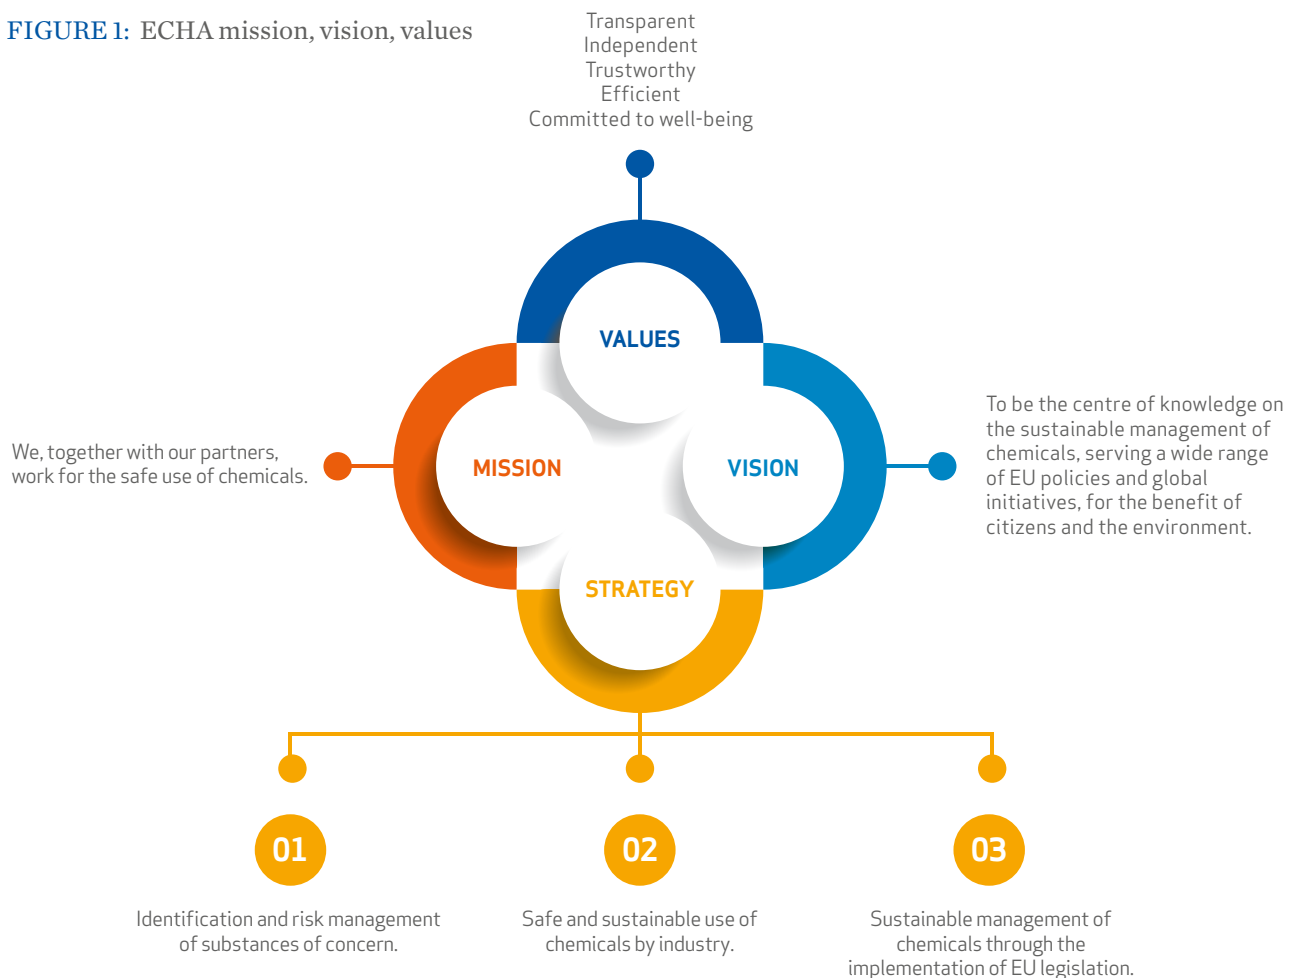 FIGURE 1: ECHA mission, vision, values
Transparent
Independent
Trustworthy
Efficient
Committed to well-being
VALUES
We, together with our partners,
work for the safe use of chemicals.
MISSION
VISION
To be the centre of knowledge on
the sustainable management of
chemicals, serving a wide range
of EU policies and global
initiatives, for the benefit of
citizens and the environment.
STRATEGY
01
Identification and risk management
of substances of concern.
02
Safe and sustainable use of
chemicals by industry.
03
Sustainable management of
chemicals through the
implementation of EU legislation.